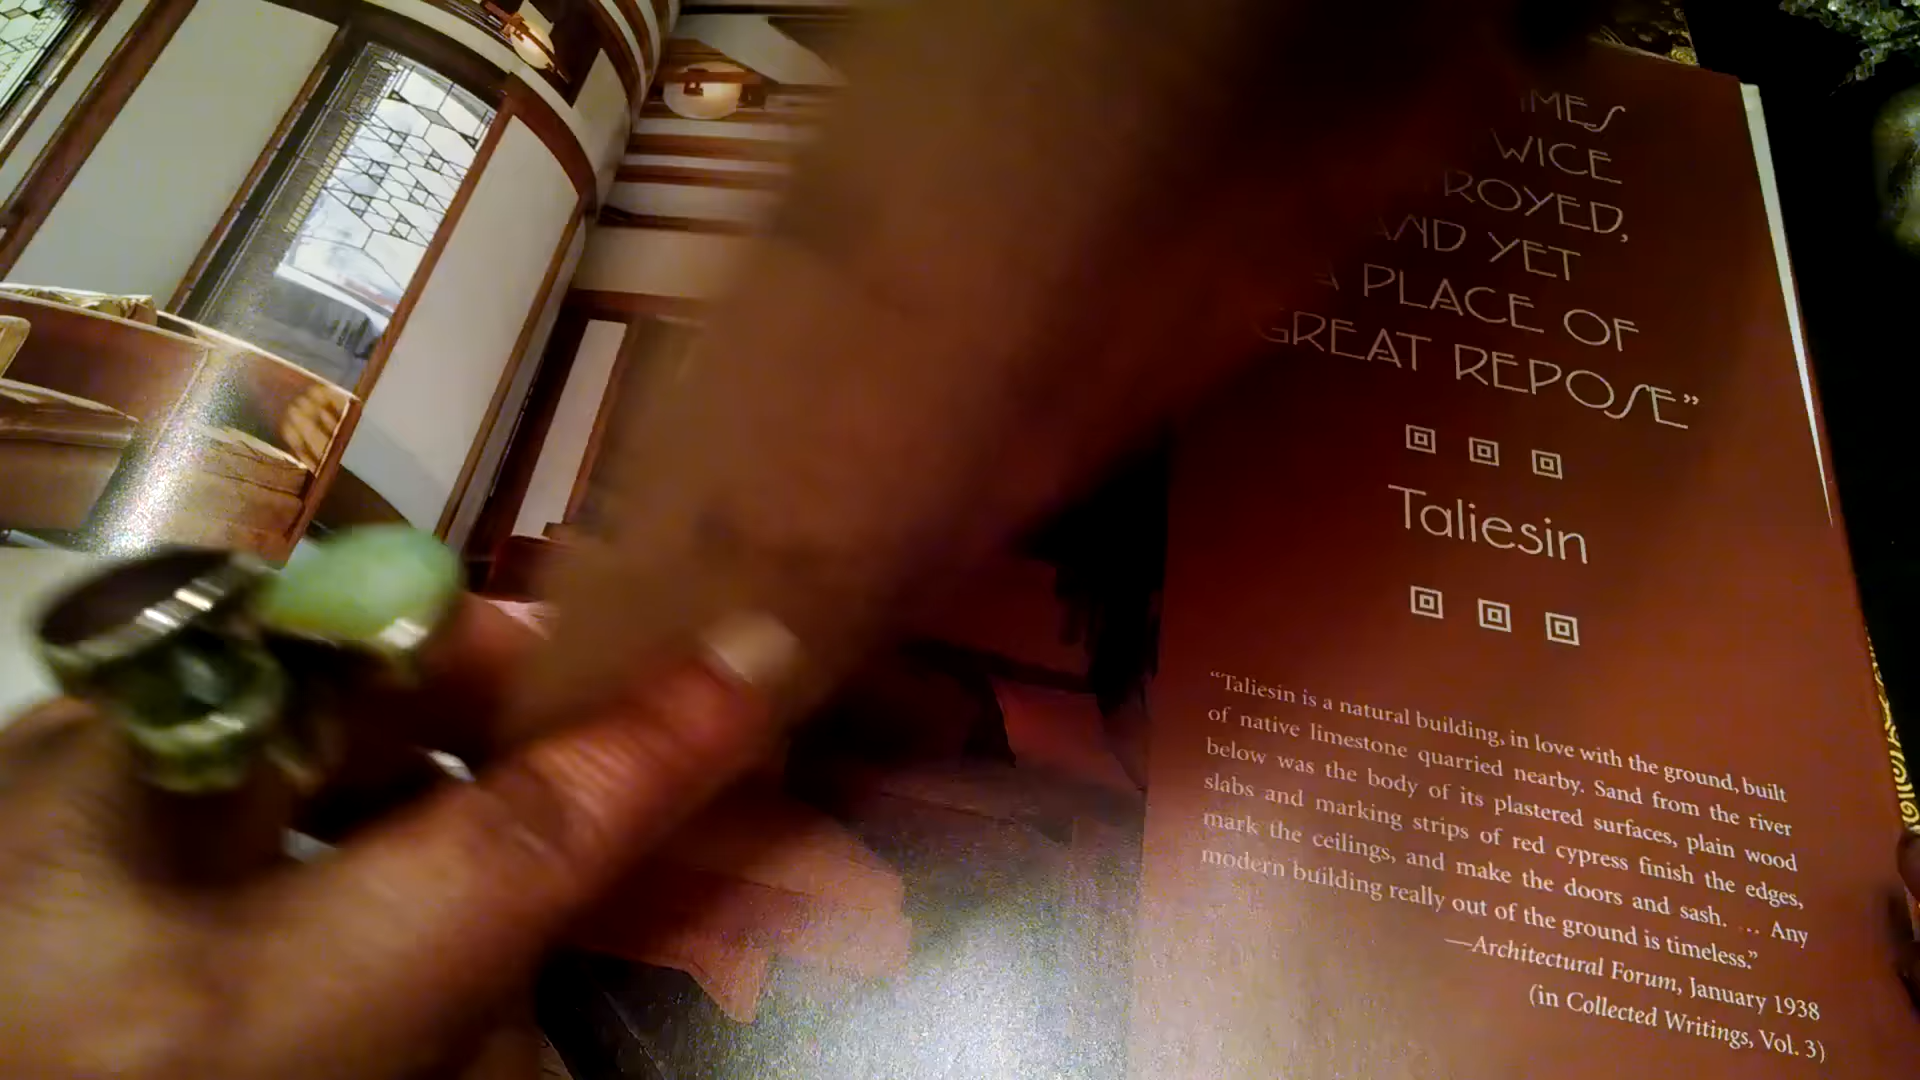 WICE
AND YET
A PLACE OF
GREAT REPOSE”
Taliesin
“Taliesin is a natural building, in love with the ground, built
of native limestone quarried nearby. Sand from the river
below was the body of its plastered surfaces, plain wood
slabs and marking strips of red cypress finish the edges,
mark the ceilings, and make the doors and sash. … Any
modern building really out of the ground is timeless.”
—Architectural Forum, January 1938
(in Collected Writings, Vol. 3)